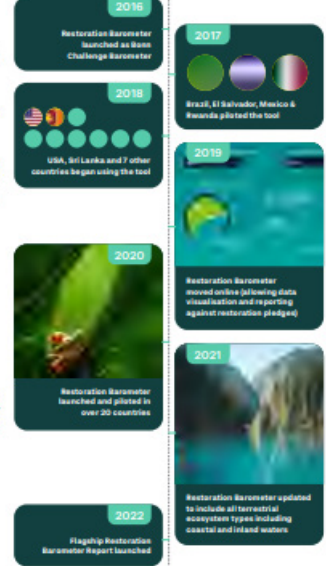 2016
Restoration Barometer
launched as Bonn
Challenge Barometer
2017
Brazil, El Salvador, Mexico &
Rwanda piloted the tool
2018
USA, Sri Lanka and 7 other
countries began using the tool
2019
Restoration Barometer
moved online (allowing data
visualisation and reporting
against restoration pledges)
2020
Restoration Barometer
launched and piloted in
over 20 countries
2021
Restoration Barometer updated
to include all terrestrial
ecosystem types including
coastal and inland waters
2022
Flagship Restoration
Barometer Report launched